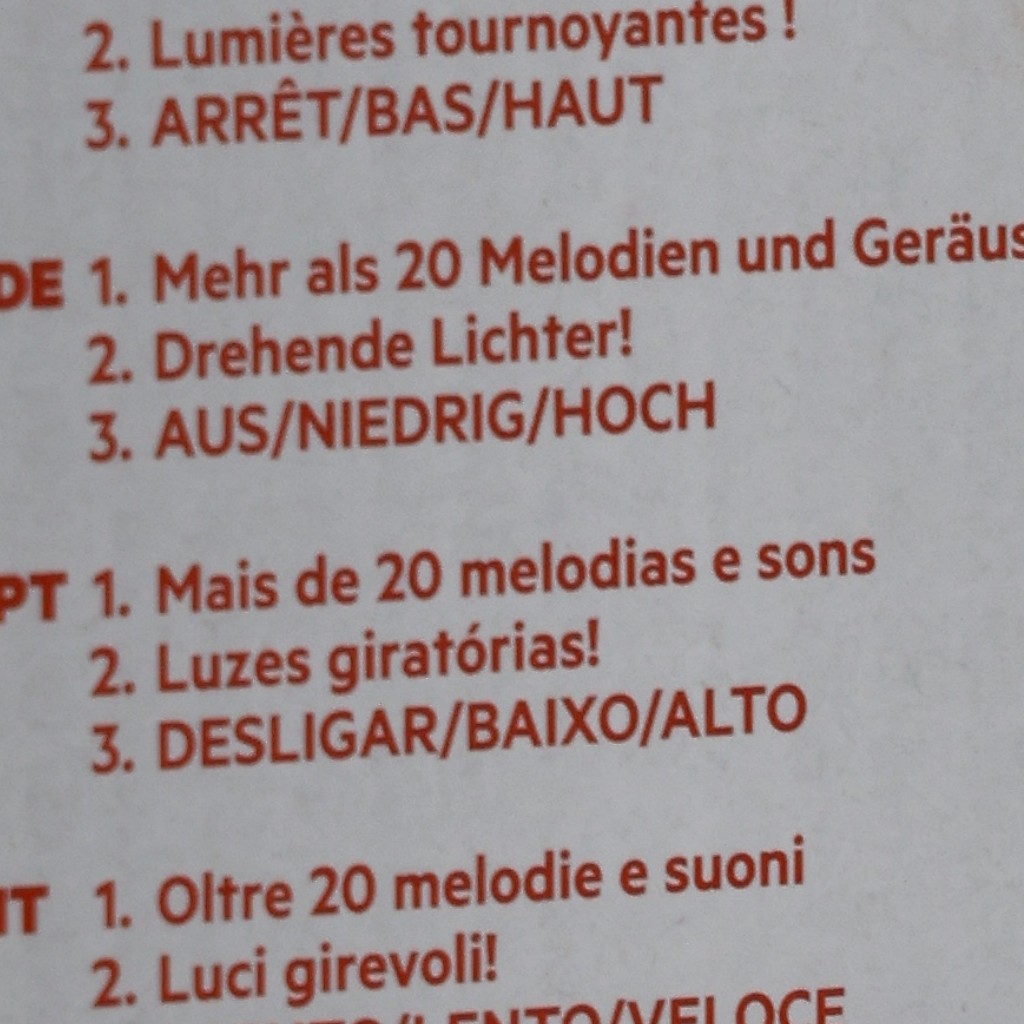 2. Lumières tournoyantes !
3. ARRÊT/BAS/HAUT
DE 1. Mehr als 20 Melodien und
2. Drehende Lichter!
3. AUS/NIEDRIG/HOCH
PT 1. Mais de 20 melodias e sons
2. Luzes giratórias!
3. DESLIGAR/BAIXO/ALTO
IT 1. Oltre 20 melodie e suoni
2. Luci girevoli!
/LENTO/VELOCE